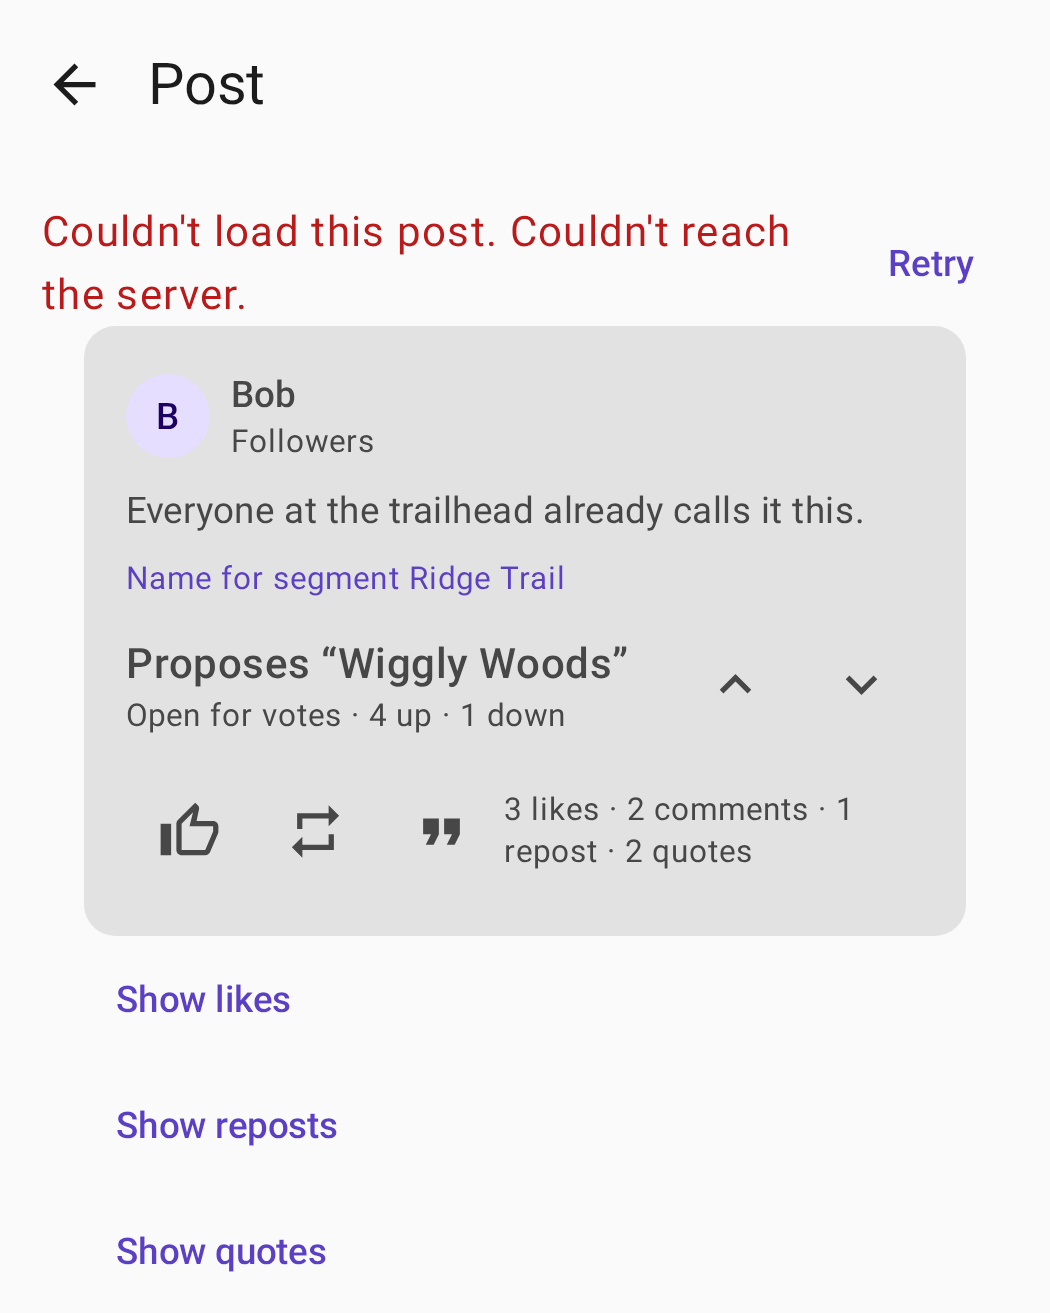 Post
Couldn't load this post. Couldn't reach
the server.
Retry
B
Bob
Followers
Everyone at the trailhead already calls it this.
Name for segment Ridge Trail
Proposes “Wiggly Woods”
Open for votes · 4 up · 1 down
3 likes · 2 comments · 1
repost · 2 quotes
Show likes
Show reposts
Show quotes